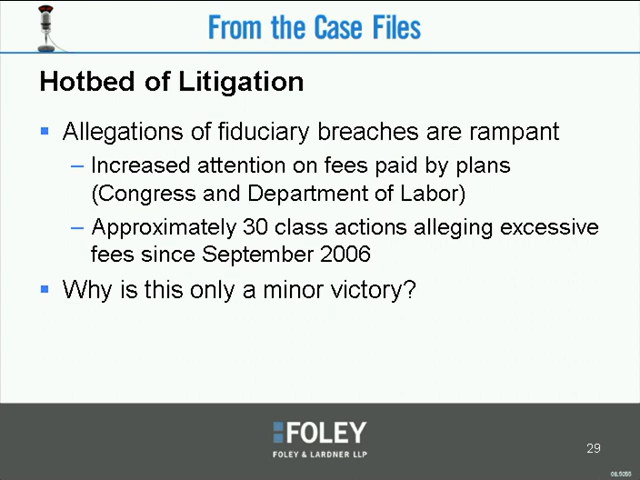 From the Case Files
Hotbed of Litigation
▪ Allegations of fiduciary breaches are rampant
– Increased attention on fees paid by plans
(Congress and Department of Labor)
– Approximately 30 class actions alleging excessive
fees since September 2006
▪ Why is this only a minor victory?
FOLEY
FOLEY & LARDNER LLP
29